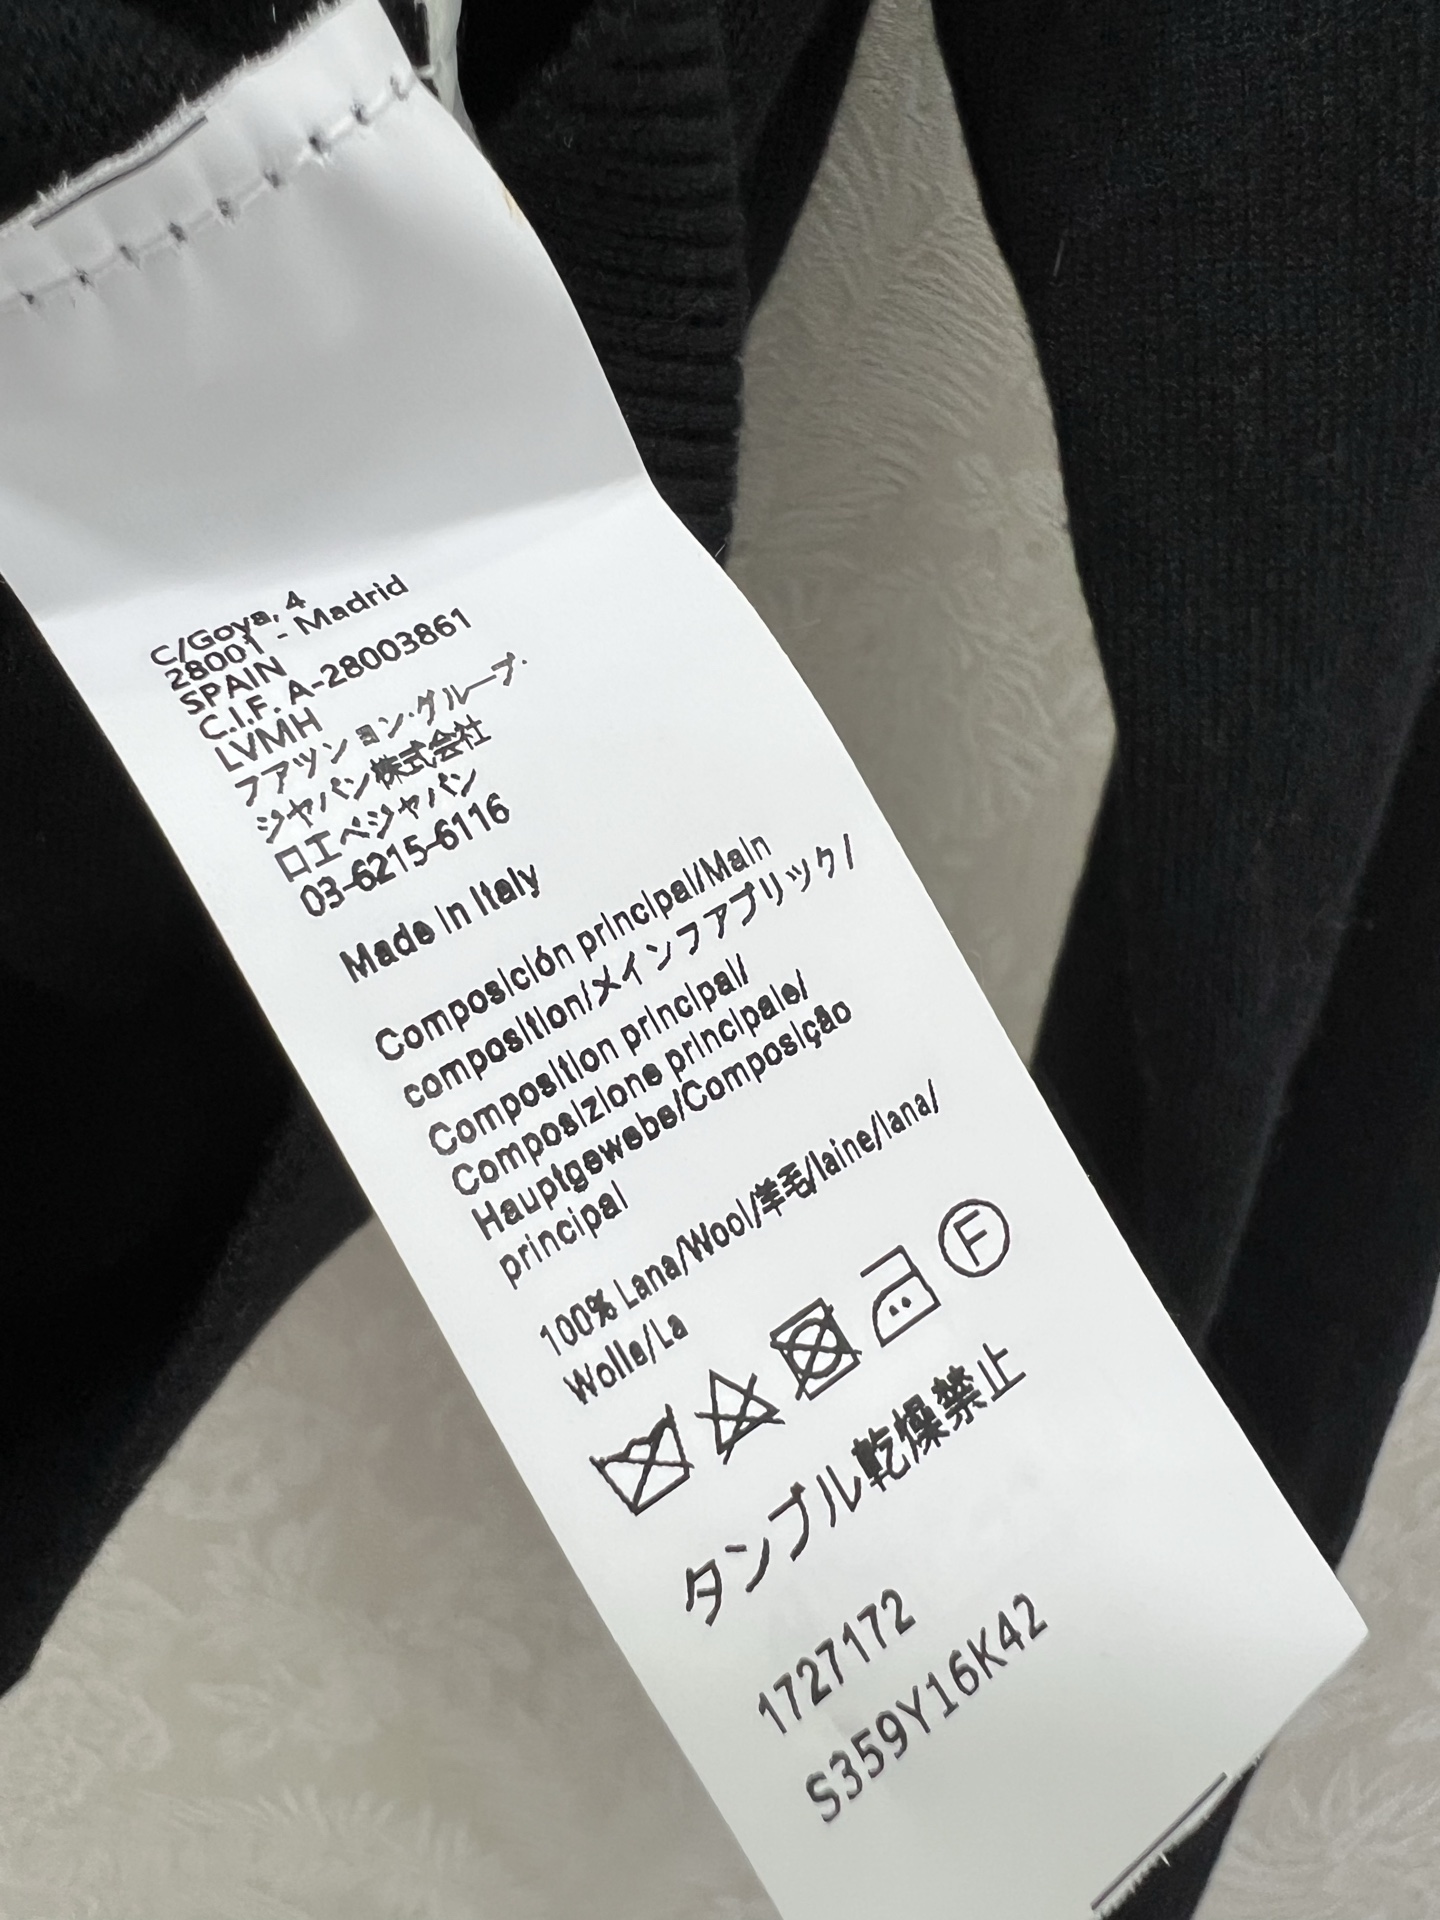 C/Goya, 4
28001 - Madrid
SPAIN
C.I.F. A-28003861
LVMH
ファツション・グループ・
ジャパン株式会社
ロエベジャパン
03-6215-6116
Made in Italy
Composición principal/Main
composition/メインファブリック/
Composition principal/
Composizione principale/
Hauptgewebe/Composição
principal
100% Lana/Wool/羊毛/laine/lana/
Wolle/La
F
タンブル乾燥禁止
1727172
S359Y16K42